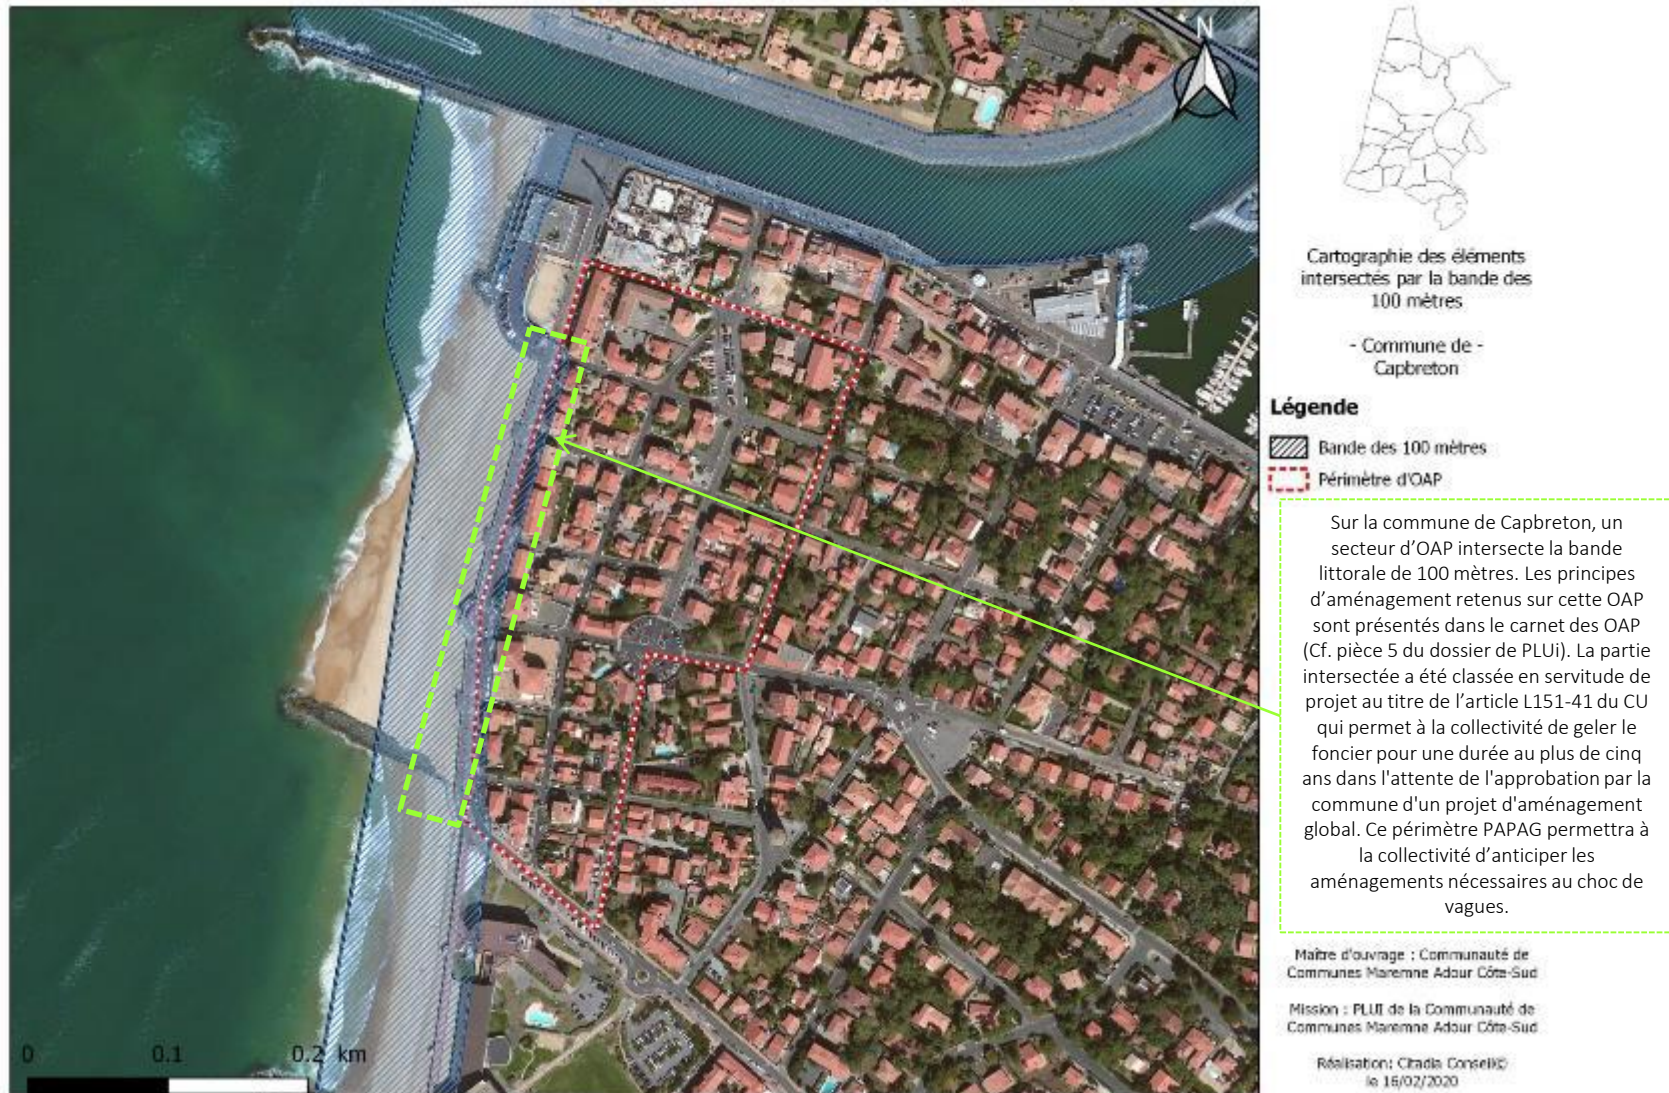 N
Cartographie des éléments
intersectés par la bande des
100 mètres
- Commune de -
Capbreton
Légende
Bande des 100 mètres
Périmètre d'OAP
Sur la commune de Capbreton, un
secteur d’OAP intersecte la bande
littorale de 100 mètres. Les principes
d’aménagement retenus sur cette OAP
sont présentés dans le carnet des OAP
(Cf. pièce 5 du dossier de PLUi). La partie
intersectée a été classée en servitude de
projet au titre de l’article L151-41 du CU
qui permet à la collectivité de geler le
foncier pour une durée au plus de cinq
ans dans l'attente de l'approbation par la
commune d'un projet d'aménagement
global. Ce périmètre PAPAG permettra à
la collectivité d’anticiper les
aménagements nécessaires au choc de
vagues.
Maître d'ouvrage : Communauté de
Communes Maremne Adour Côte-Sud
Mission : PLUI de la Communauté de
Communes Maremne Adour Côte-Sud
Réalisation: Citadia Conseil©
le 16/02/2020
0 0.1 0.2 km